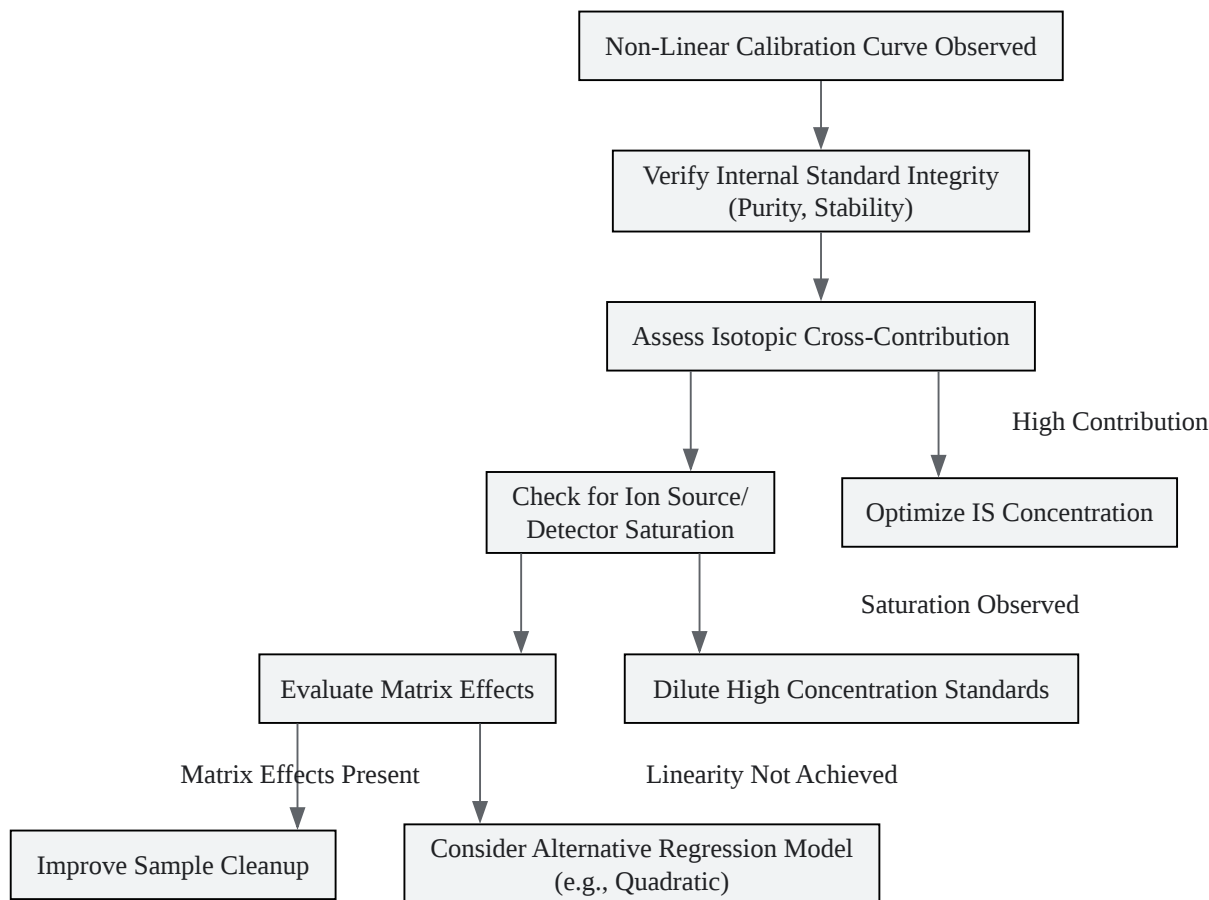 Non-Linear Calibration Curve Observed
Verify Internal Standard Integrity
(Purity, Stability)
Assess Isotopic Cross-Contribution
High Contribution
Check for Ion Source/
Detector Saturation
Optimize IS Concentration
Saturation Observed
Evaluate Matrix Effects
Dilute High Concentration Standards
Matrix Effects Present
Linearity Not Achieved
Improve Sample Cleanup
Consider Alternative Regression Model
(e.g., Quadratic)